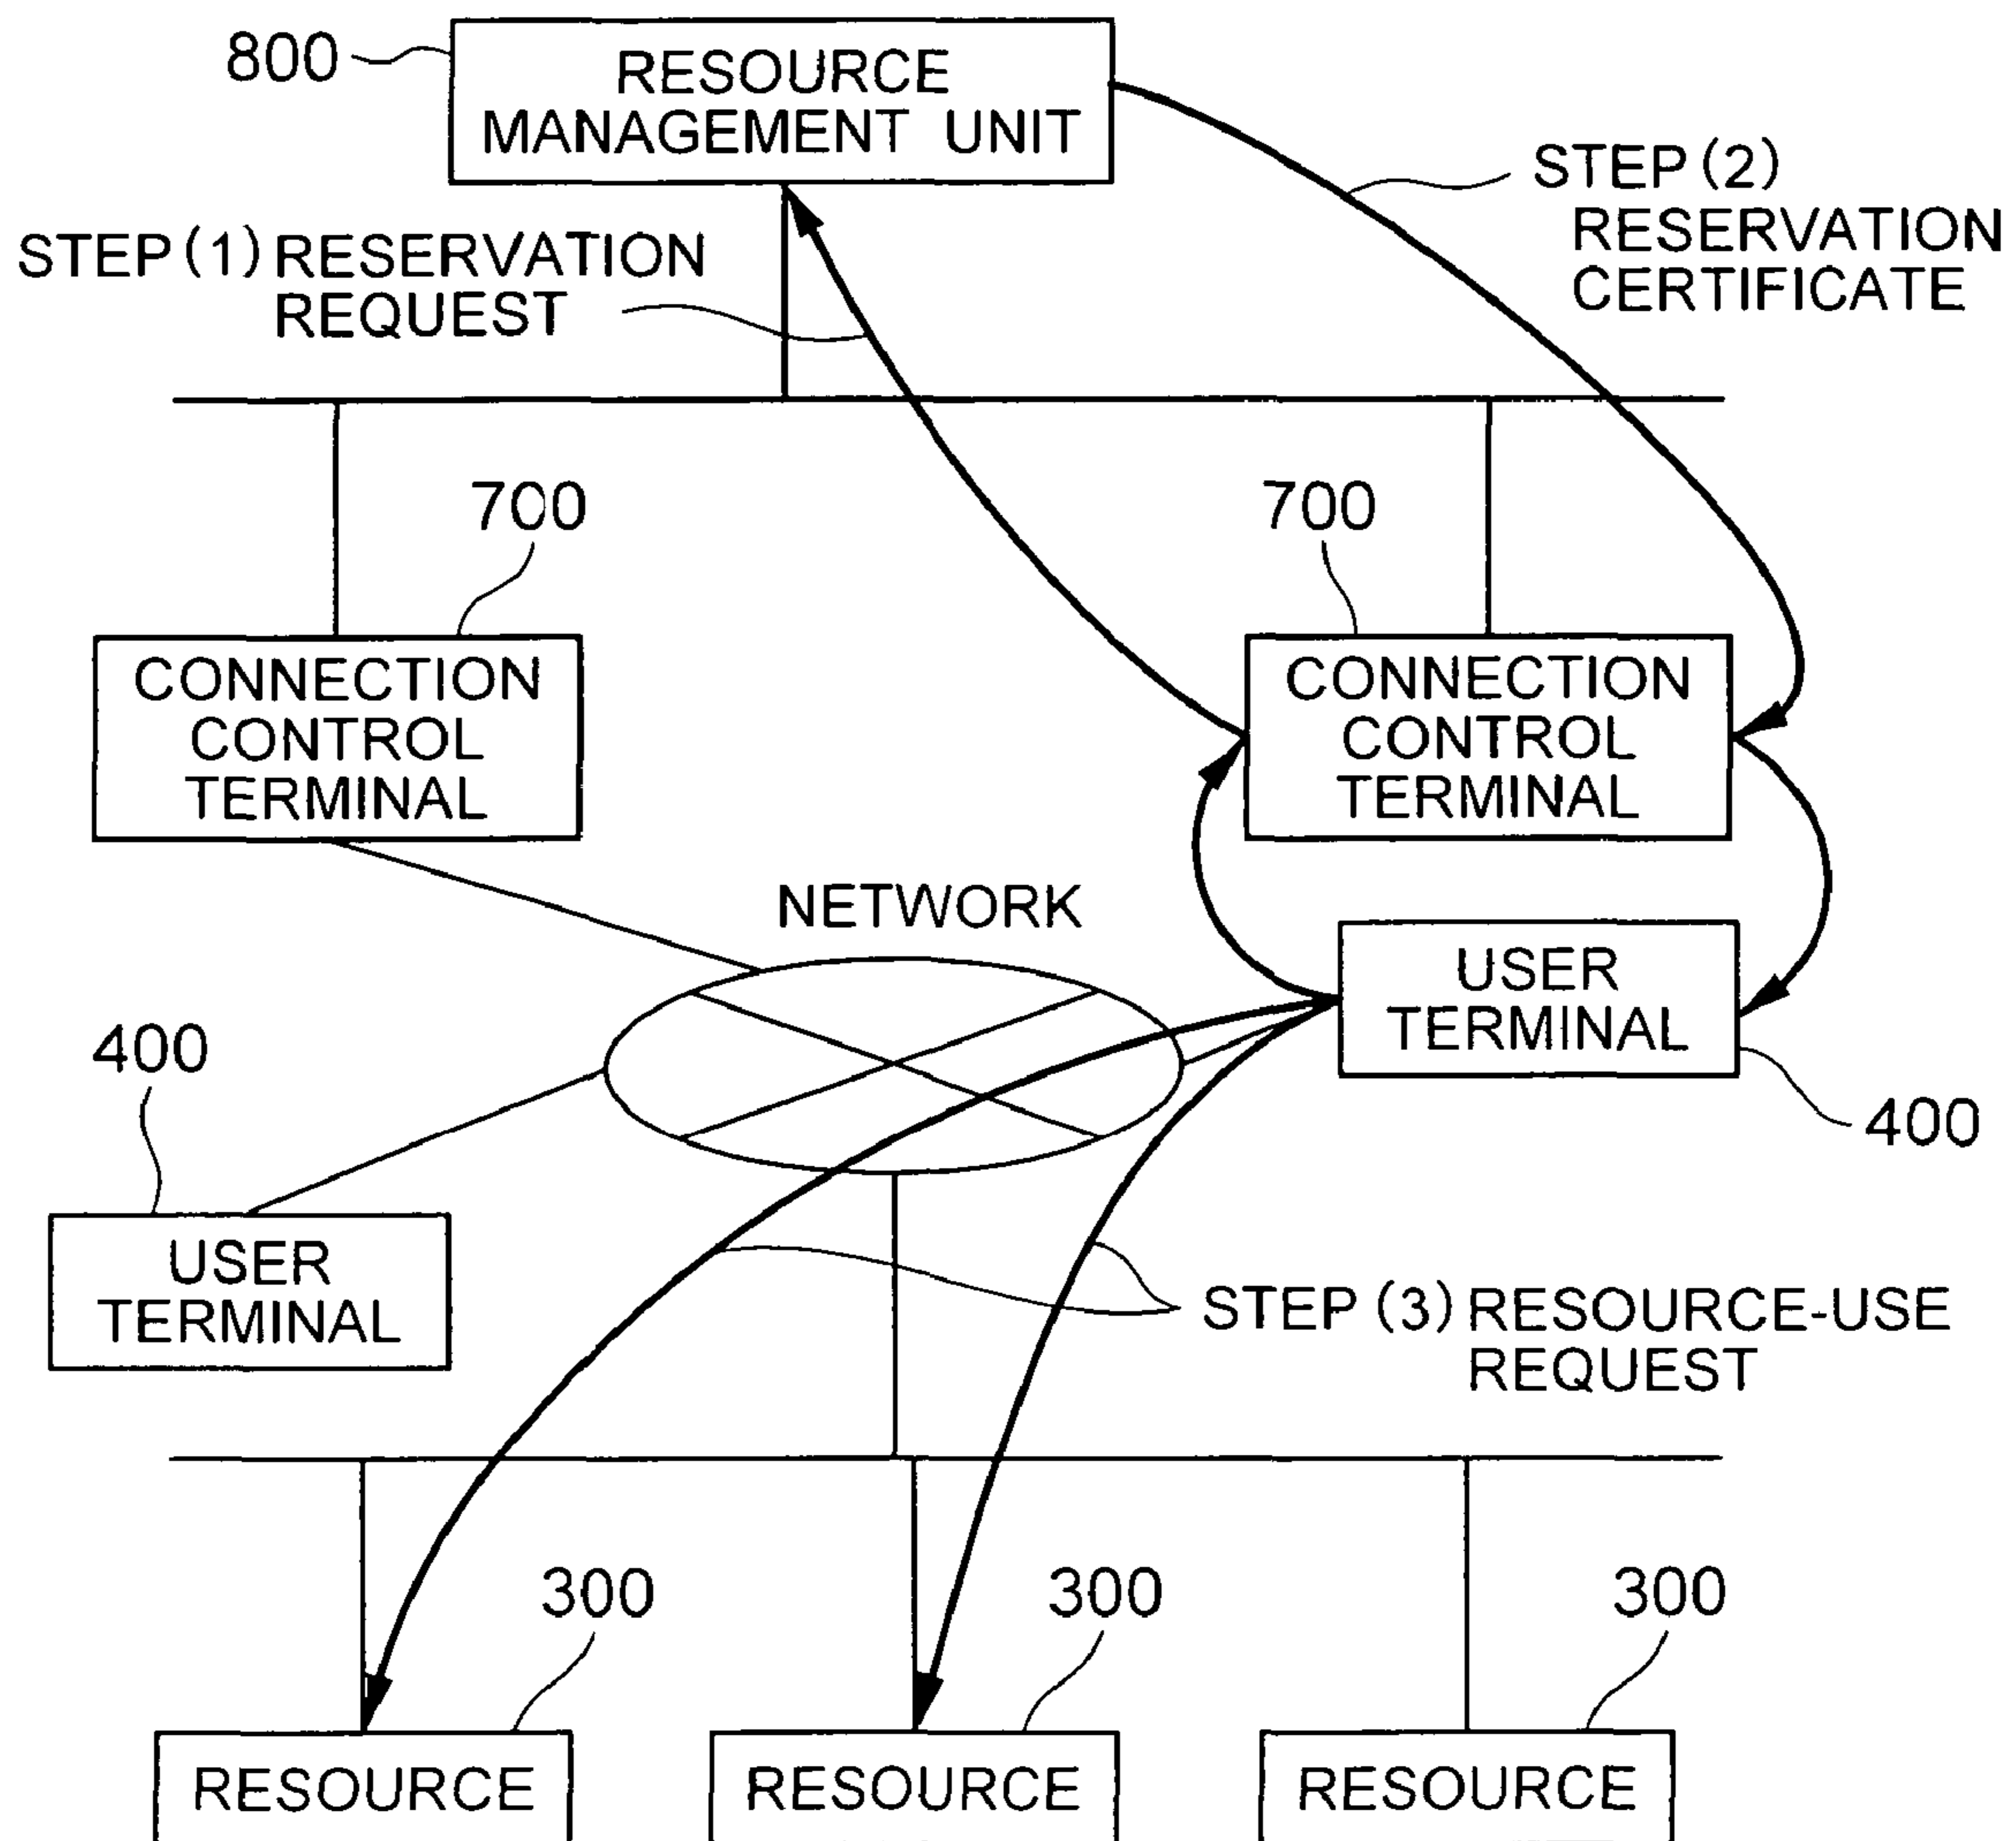 800
RESOURCE
MANAGEMENT UNIT
STEP (2)
RESERVATION
CERTIFICATE
STEP (1) RESERVATION
REQUEST
700
700
CONNECTION
CONTROL
TERMINAL
CONNECTION
CONTROL
TERMINAL
NETWORK
USER
TERMINAL
400
400
USER
TERMINAL
STEP (3) RESOURCE-USE
REQUEST
300
300
300
RESOURCE
RESOURCE
RESOURCE